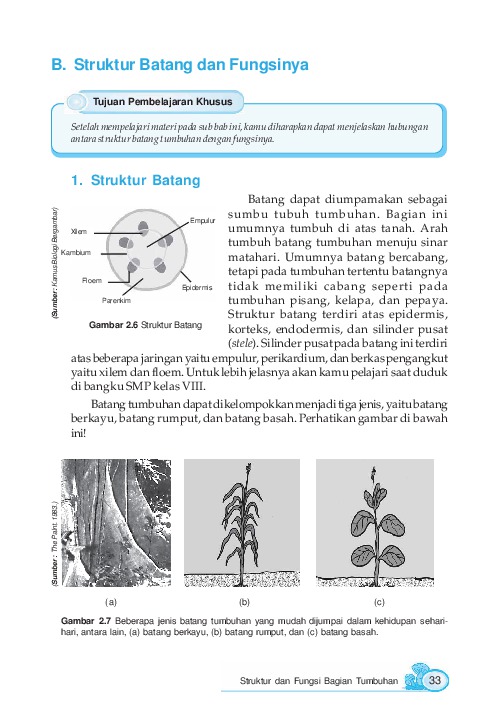 B. Struktur Batang dan Fungsinya
Tujuan Pembelajaran Khusus
Setelah mempelajari materi pada sub bab ini, kamu diharapkan dapat menjelaskan hubungan
antara struktur batang tumbuhan dengan fungsinya.
1. Struktur Batang
(Sumber: Kamus Biologi Bergambar)
Empulur
Xilem
Kambium
Floem
Epidermis
Parenkim
Gambar 2.6 Struktur Batang
Batang dapat diumpamakan sebagai
sumbu tubuh tumbuhan. Bagian ini
umumnya tumbuh di atas tanah. Arah
tumbuh batang tumbuhan menuju sinar
matahari. Umumnya batang bercabang,
tetapi pada tumbuhan tertentu batangnya
tidak memiliki cabang seperti pada
tumbuhan pisang, kelapa, dan pepaya.
Struktur batang terdiri atas epidermis,
korteks, endodermis, dan silinder pusat
(stele). Silinder pusat pada batang ini terdiri
atas beberapa jaringan yaitu empulur, perikardium, dan berkas pengangkut
yaitu xilem dan floem. Untuk lebih jelasnya akan kamu pelajari saat duduk
di bangku SMP kelas VIII.
Batang tumbuhan dapat dikelompokkan menjadi tiga jenis, yaitu batang
berkayu, batang rumput, dan batang basah. Perhatikan gambar di bawah
ini!
(Sumber : The Paint, 1983.)
(a)
(b)
(c)
Gambar 2.7 Beberapa jenis batang tumbuhan yang mudah dijumpai dalam kehidupan sehari-
hari, antara lain, (a) batang berkayu, (b) batang rumput, dan (c) batang basah.
Struktur dan Fungsi Bagian Tumbuhan 33